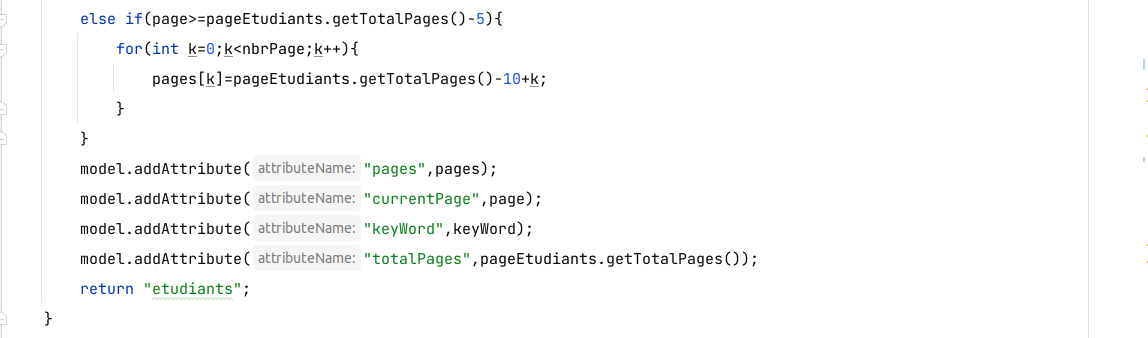 else if(page>=pageEtudiants.getTotalPages()-5){
for(int k=0;k<nbrPage;k++){
pages[k]=pageEtudiants.getTotalPages()-10+k;
}
}
model.addAttribute( attributeName: "pages",pages);
model.addAttribute( attributeName: "currentPage",page);
model.addAttribute( attributeName: "keyWord",keyWord);
model.addAttribute( attributeName: "totalPages",pageEtudiants.getTotalPages());
return "etudiants";
}